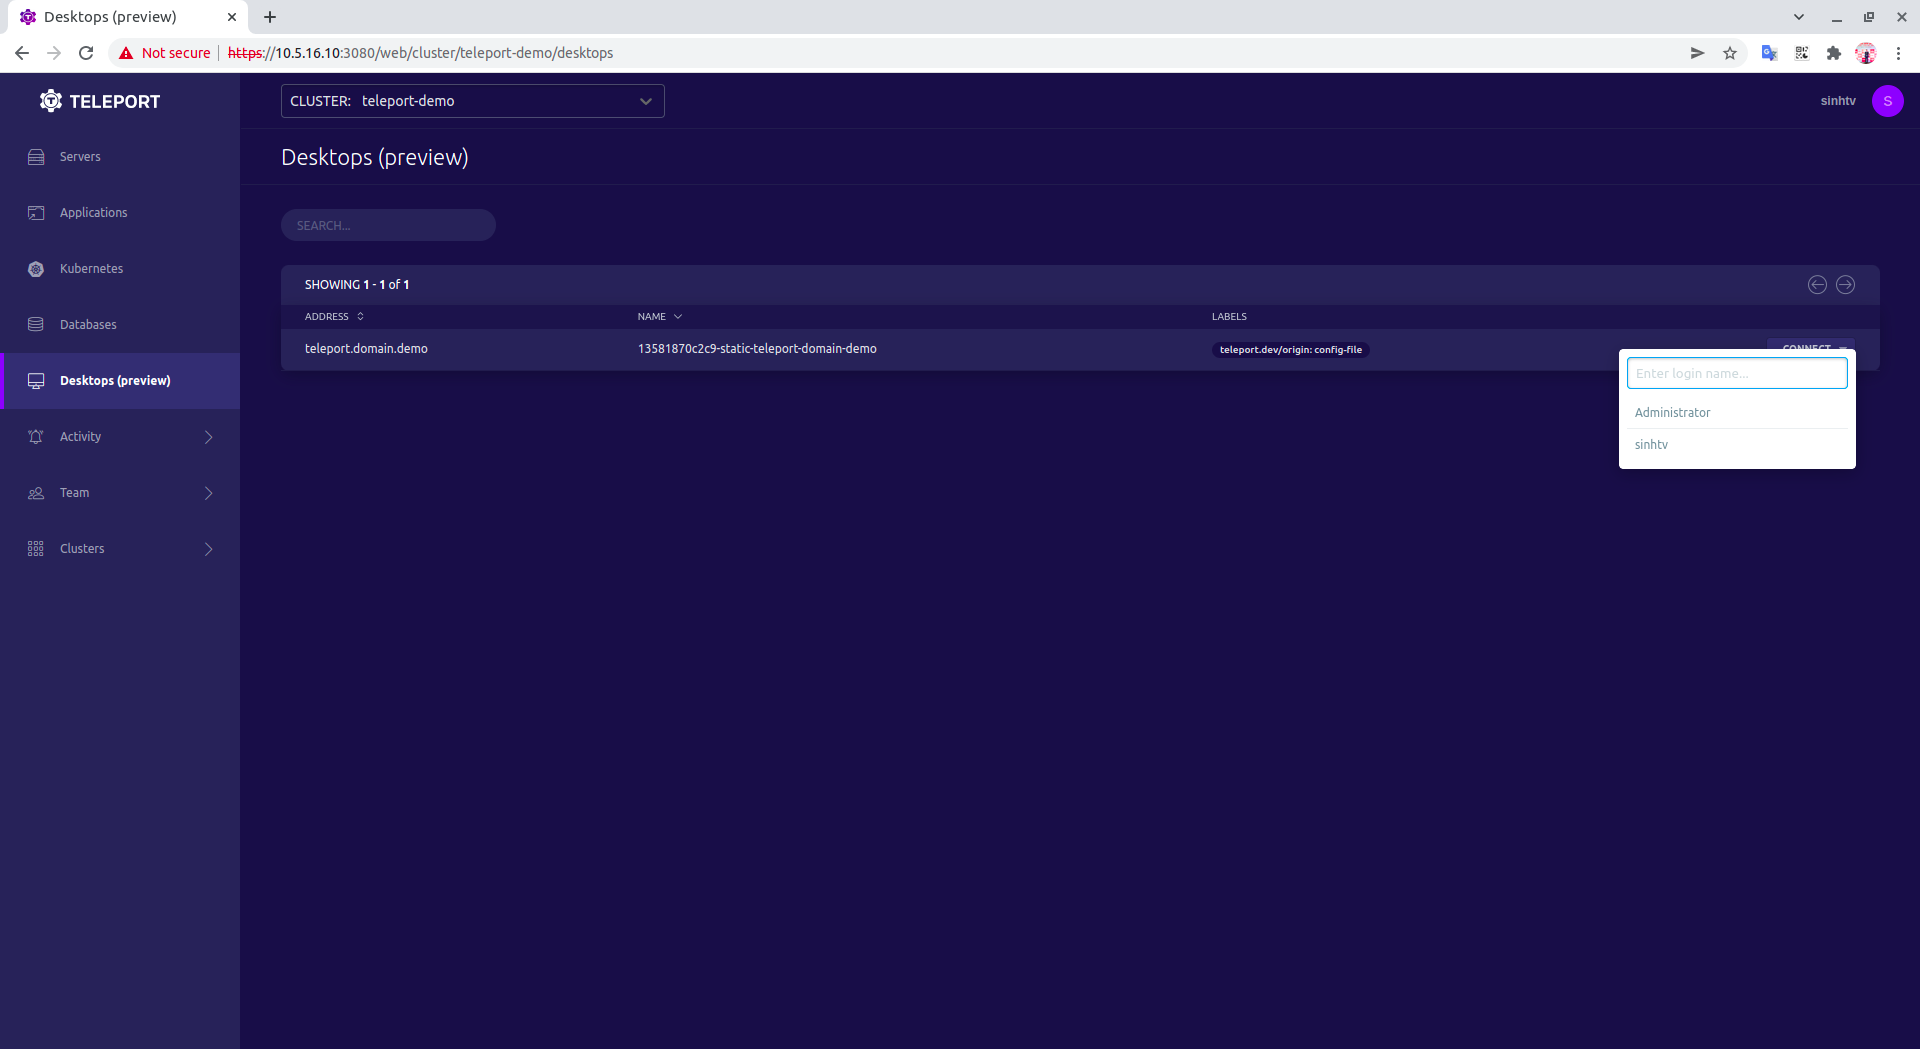 Desktops (preview)
Not secure
https://10.5.16.10:3080/web/cluster/teleport-demo/desktops
TELEPORT
CLUSTER: teleport-demo
sinhtv
S
Servers
Applications
Kubernetes
Databases
Desktops (preview)
Activity
Team
Clusters
Desktops (preview)
SEARCH...
SHOWING 1 - 1 of 1
ADDRESS NAME LABELS
teleport.domain.demo 13581870c2c9-static-teleport-domain-demo teleport.dev/origin: config-file CONNECT
Enter login name...
Administrator
sinhtv